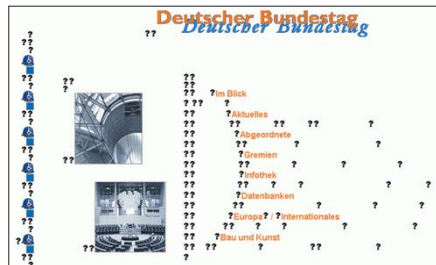 Deutscher Bundestag
Deutscher Bundestag
? ??
??
?
??
?
??
??
?
?Im Blick
? ?? ?
?? ?Aktuelles
?? ?? ?? ?? ?
?? ?Abgeordnete
?? ?? ?
?? ?Gremien
?? ?? ? ? ?
?? ?Infothek
?? ?? ? ? ?
?? ?Datenbanken
?? ?? ? ? ?
?? ?Europa? / ?Internationales
?? ? ?? ? ?
?? ?Bau und Kunst
?? ?? ? ? ?? ?
?